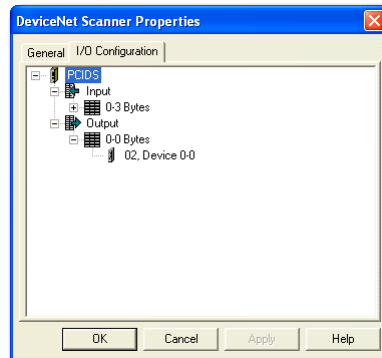 DeviceNet Scanner Properties
General I/O Configuration
PCIDS
Input
0-3 Bytes
Output
0-0 Bytes
02, Device 0-0
OK Cancel Apply Help